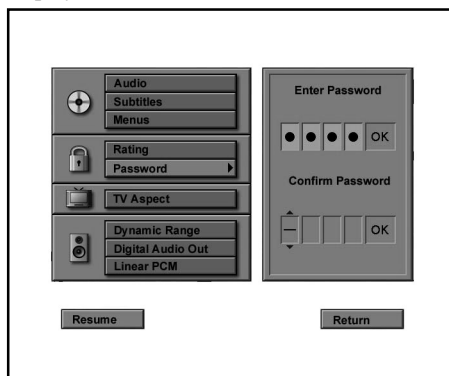 Audio
Subtitles
Menus
Rating
Password
TV Aspect
Dynamic Range
Digital Audio Out
Linear PCM
Enter Password
OK
Confirm Password
OK
Resume
Return